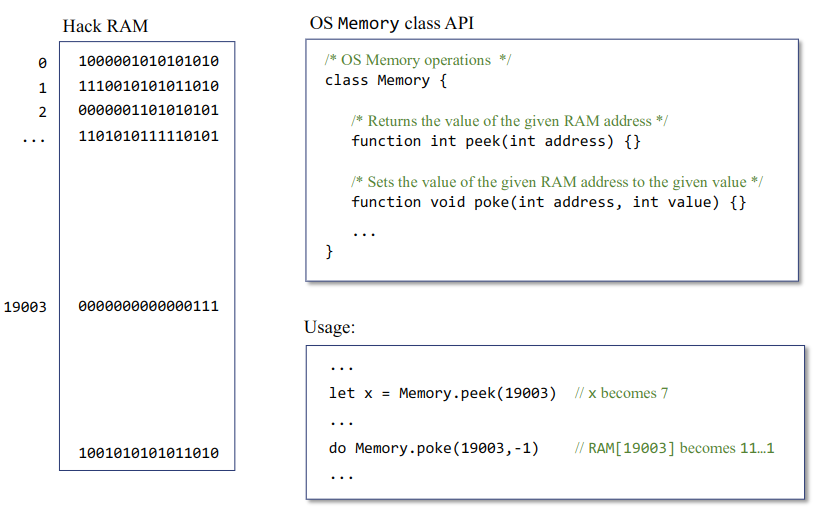 Hack RAM
0 1000001010101010
1 1110010101011010
2 0000001101010101
... 1101010111110101
19003 0000000000000111
1001010101011010
OS Memory class API
/* OS Memory operations */
class Memory {
/* Returns the value of the given RAM address */
function int peek(int address) {}
/* Sets the value of the given RAM address to the given value */
function void poke(int address, int value) {}
...
}
Usage:
...
let x = Memory.peek(19003) // x becomes 7
...
do Memory.poke(19003,-1) // RAM[19003] becomes 11…1
...